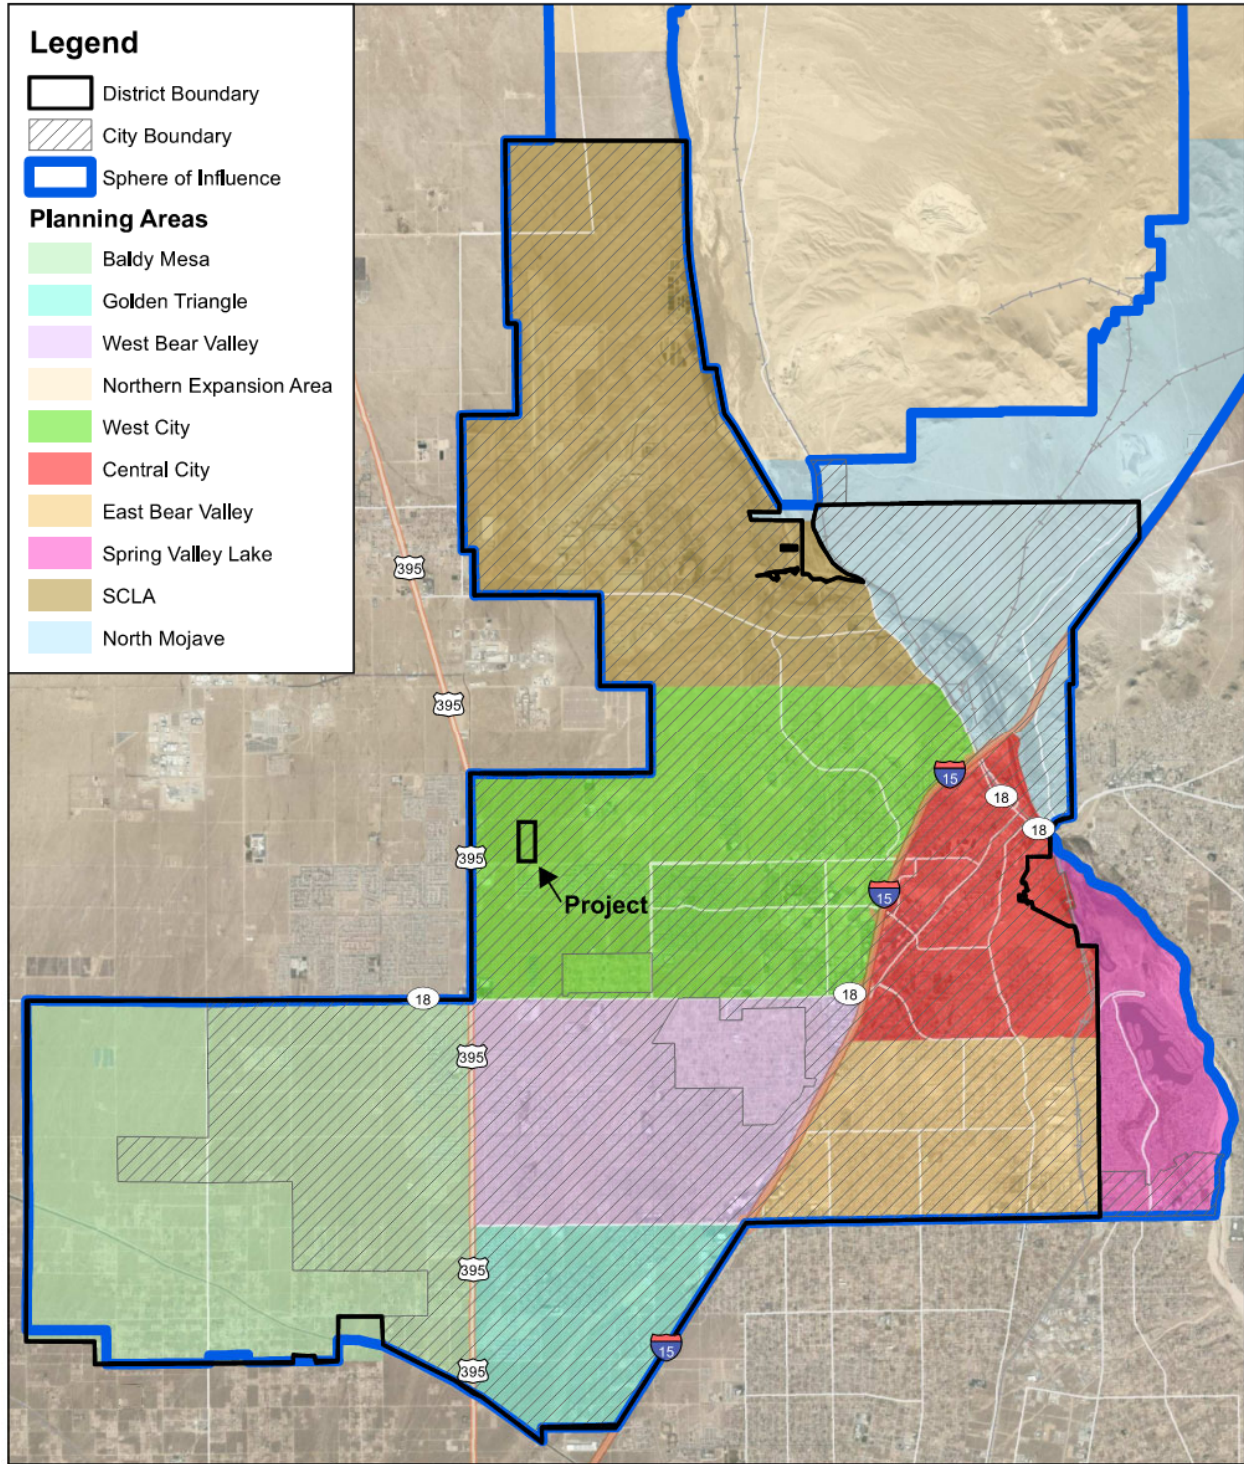 Legend
District Boundary
City Boundary
Sphere of Influence
Planning Areas
Baldy Mesa
Golden Triangle
West Bear Valley
Northern Expansion Area
West City
Central City
East Bear Valley
Spring Valley Lake
SCLA
North Mojave
395
395
15
18
18
395
15
Project
18
18
395
395
15
395